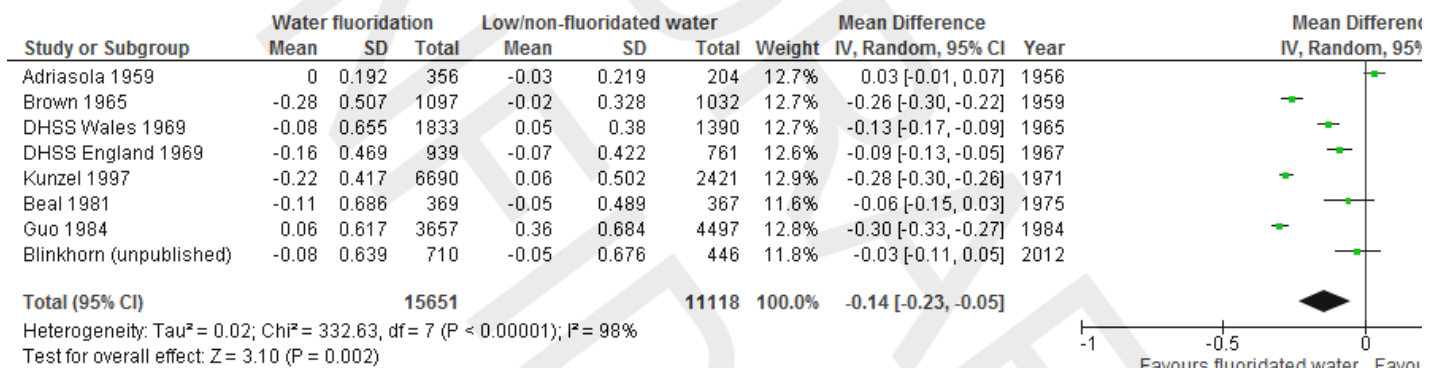 Water fluoridation Low/non-fluoridated water Mean Difference Mean Differenc
Study or Subgroup Mean SD Total Mean SD Total Weight IV, Random, 95% CI Year IV, Random, 95%
Adriasola 1959 0 0.192 356 -0.03 0.219 204 12.7% 0.03 [-0.01, 0.07] 1956
Brown 1965 -0.28 0.507 1097 -0.02 0.328 1032 12.7% -0.26 [-0.30, -0.22] 1959
DHSS Wales 1969 -0.08 0.655 1833 0.05 0.38 1390 12.7% -0.13 [-0.17, -0.09] 1965
DHSS England 1969 -0.16 0.469 939 -0.07 0.422 761 12.6% -0.09 [-0.13, -0.05] 1967
Kunzel 1997 -0.22 0.417 6690 0.06 0.502 2421 12.9% -0.28 [-0.30, -0.26] 1971
Beal 1981 -0.11 0.686 369 -0.05 0.489 367 11.6% -0.06 [-0.15, 0.03] 1975
Guo 1984 0.06 0.617 3657 0.36 0.684 4497 12.8% -0.30 [-0.33, -0.27] 1984
Blinkhorn (unpublished) -0.08 0.639 710 -0.05 0.676 446 11.8% -0.03 [-0.11, 0.05] 2012
Total (95% CI) 15651 11118 100.0% -0.14 [-0.23, -0.05]
Heterogeneity: Tau² = 0.02; Chi² = 332.63, df = 7 (P < 0.00001); I² = 98%
Test for overall effect: Z = 3.10 (P = 0.002)
-1 -0.5 0
Favours fluoridated water Favou